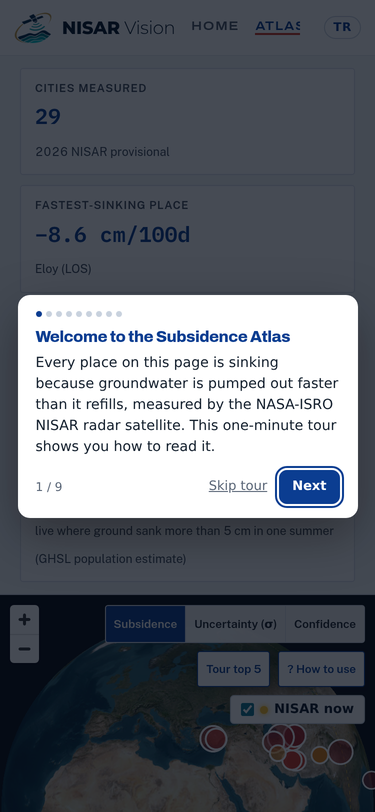 NISAR Vision HOME ATLAS TR
CITIES MEASURED
29
2026 NISAR provisional
FASTEST-SINKING PLACE
−8.6 cm/100d
Eloy (LOS)
Welcome to the Subsidence Atlas
Every place on this page is sinking
because groundwater is pumped out faster
than it refills, measured by the NASA-ISRO
NISAR radar satellite. This one-minute tour
shows you how to read it.
1 / 9 Skip tour Next
live where ground sank more than 5 cm in one summer
(GHSL population estimate)
+
−
Subsidence Uncertainty (σ) Confidence
Tour top 5 ? How to use
NISAR now